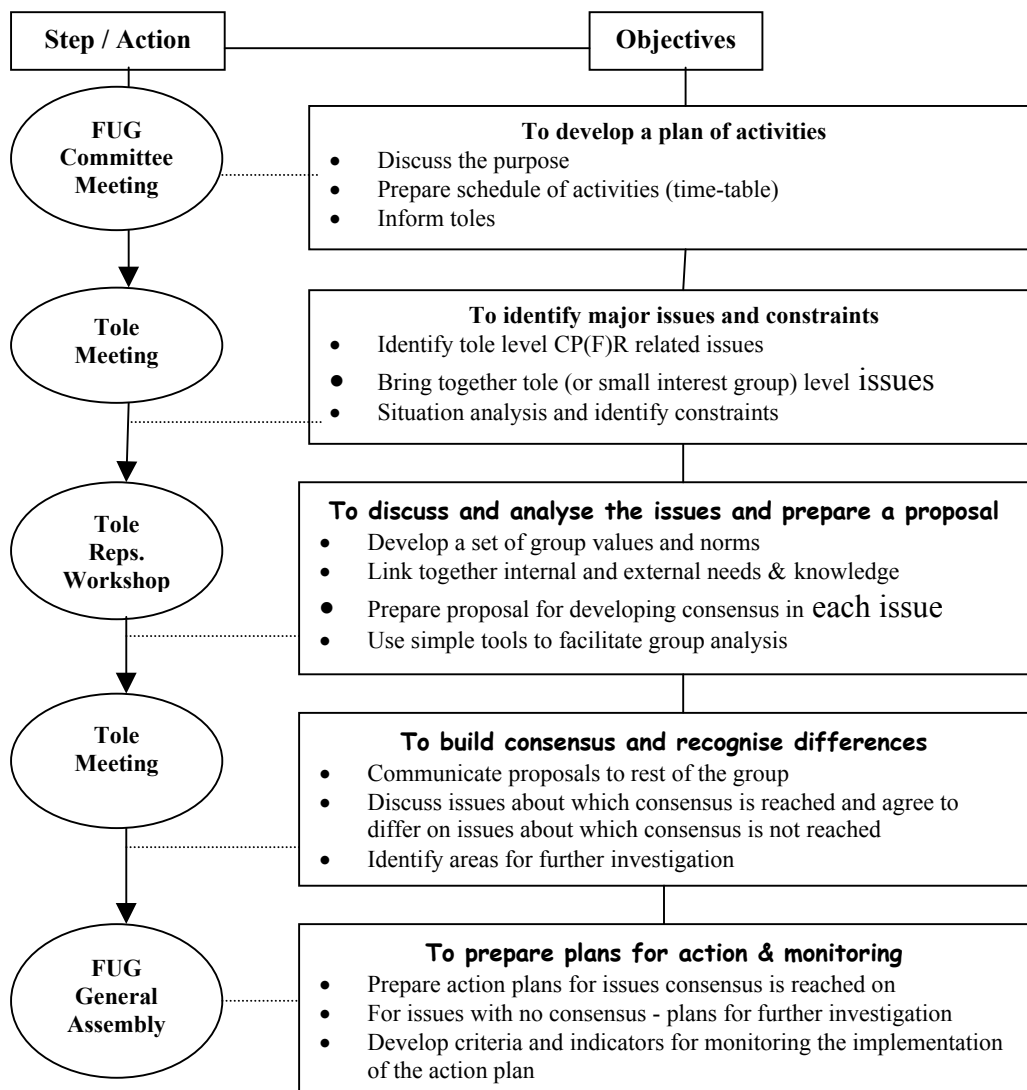 Step / Action
Objectives
FUG
Committee
Meeting
To develop a plan of activities
• Discuss the purpose
• Prepare schedule of activities (time-table)
• Inform toles
Tole
Meeting
To identify major issues and constraints
• Identify tole level CP(F)R related issues
• Bring together tole (or small interest group) level issues
• Situation analysis and identify constraints
Tole
Reps.
Workshop
To discuss and analyse the issues and prepare a proposal
• Develop a set of group values and norms
• Link together internal and external needs & knowledge
• Prepare proposal for developing consensus in each issue
• Use simple tools to facilitate group analysis
Tole
Meeting
To build consensus and recognise differences
• Communicate proposals to rest of the group
• Discuss issues about which consensus is reached and agree to
differ on issues about which consensus is not reached
• Identify areas for further investigation
FUG
General
Assembly
To prepare plans for action & monitoring
• Prepare action plans for issues consensus is reached on
• For issues with no consensus - plans for further investigation
• Develop criteria and indicators for monitoring the implementation
of the action plan